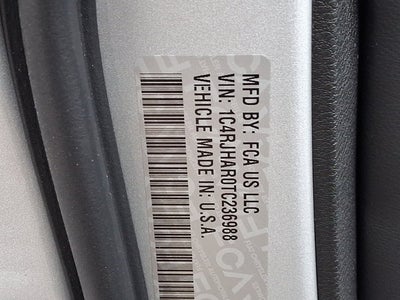 MFD BY: FCA US LLC
VIN: 1C4RJHAR0TC236988
VEHICLE MADE IN: U.S.A.